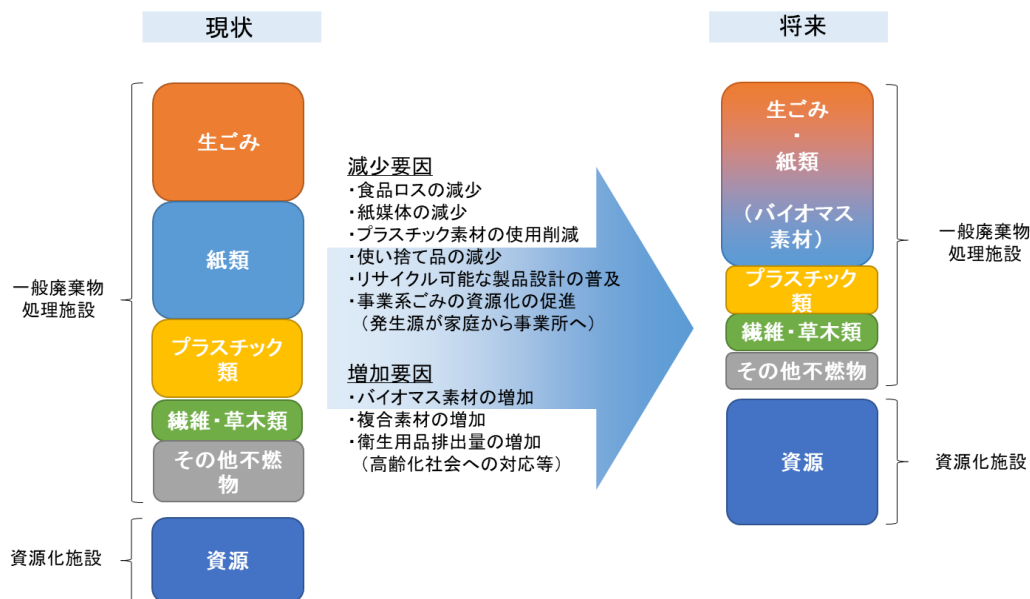 現状
将来
一般廃棄物
処理施設
生ごみ
紙類
プラスチック
類
繊維・草木類
その他不燃
物
資源化施設
資源
減少要因
・食品ロスの減少
・紙媒体の減少
・プラスチック素材の使用削減
・使い捨て品の減少
・リサイクル可能な製品設計の普及
・事業系ごみの資源化の促進
（発生源が家庭から事業所へ）
増加要因
・バイオマス素材の増加
・複合素材の増加
・衛生用品排出量の増加
（高齢化社会への対応等）
生ごみ
・
紙類
（バイオマス
素材）
プラスチック
類
繊維・草木類
その他不燃物
一般廃棄物
処理施設
資源
資源化施設